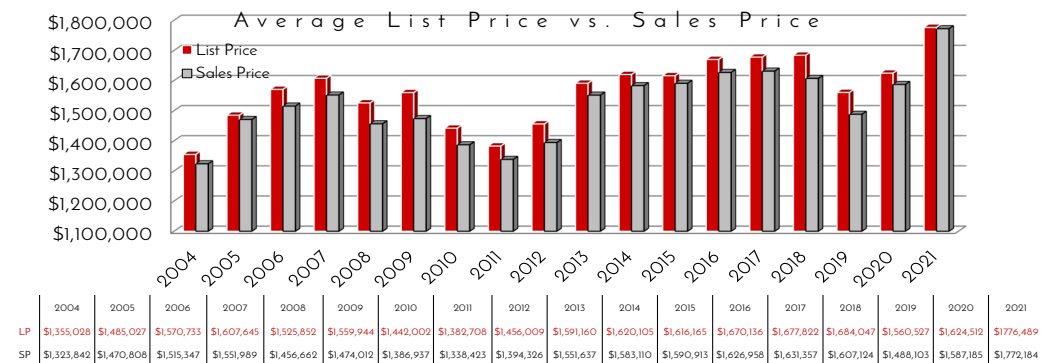 Average List Price vs. Sales Price
$1,800,000
$1,700,000
$1,600,000
$1,500,000
$1,400,000
$1,300,000
$1,200,000
$1,100,000
List Price
Sales Price
2004 2005 2006 2007 2008 2009 2010 2011 2012 2013 2014 2015 2016 2017 2018 2019 2020 2021
2004 2005 2006 2007 2008 2009 2010 2011 2012 2013 2014 2015 2016 2017 2018 2019 2020 2021
LP $1,355,028 $1,485,027 $1,570,733 $1,607,645 $1,525,852 $1,559,944 $1,442,002 $1,382,708 $1,456,009 $1,591,160 $1,620,105 $1,616,165 $1,670,136 $1,677,822 $1,684,047 $1,560,527 $1,624,512 $1776,489
SP $1,323,842 $1,470,808 $1,515,347 $1,551,989 $1,456,662 $1,474,012 $1,386,937 $1,338,423 $1,394,326 $1,551,637 $1,583,110 $1,590,913 $1,626,958 $1,631,357 $1,607,124 $1,488,103 $1,587,185 $1,772,184